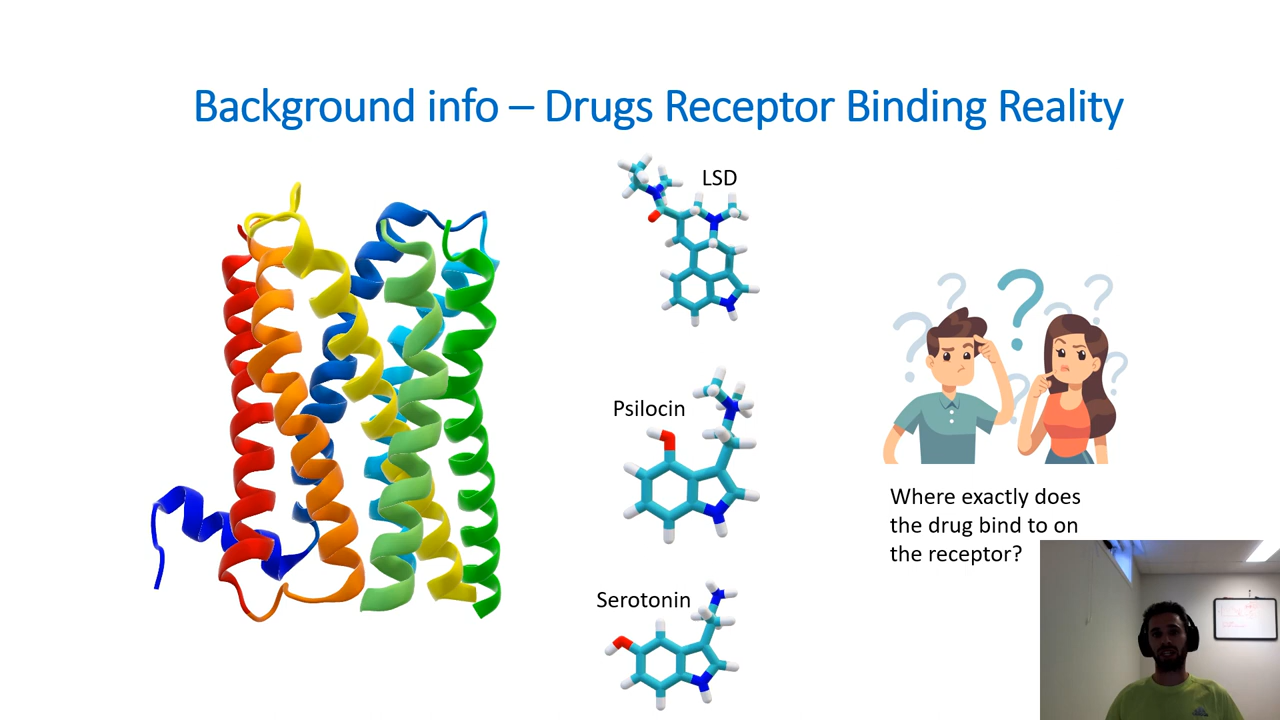 Background info – Drugs Receptor Binding Reality
LSD
Psilocin
Serotonin
Where exactly does
the drug bind to on
the receptor?